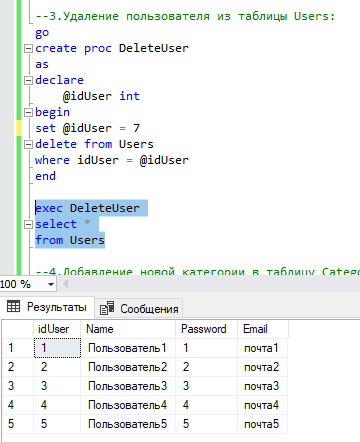 --3.Удаление пользователя из таблицы Users:
go
create proc DeleteUser
as
declare
@idUser int
begin
set @idUser = 7
delete from Users
where idUser = @idUser
end
exec DeleteUser
select *
from Users
--4.Добавление новой категории в таблицу Catego
100 %
Результаты Сообщения
idUser Name Password Email
1 1 Пользователь1 1 почта1
2 2 Пользователь2 2 почта2
3 3 Пользователь3 3 почта3
4 4 Пользователь4 4 почта4
5 5 Пользователь5 5 почта5